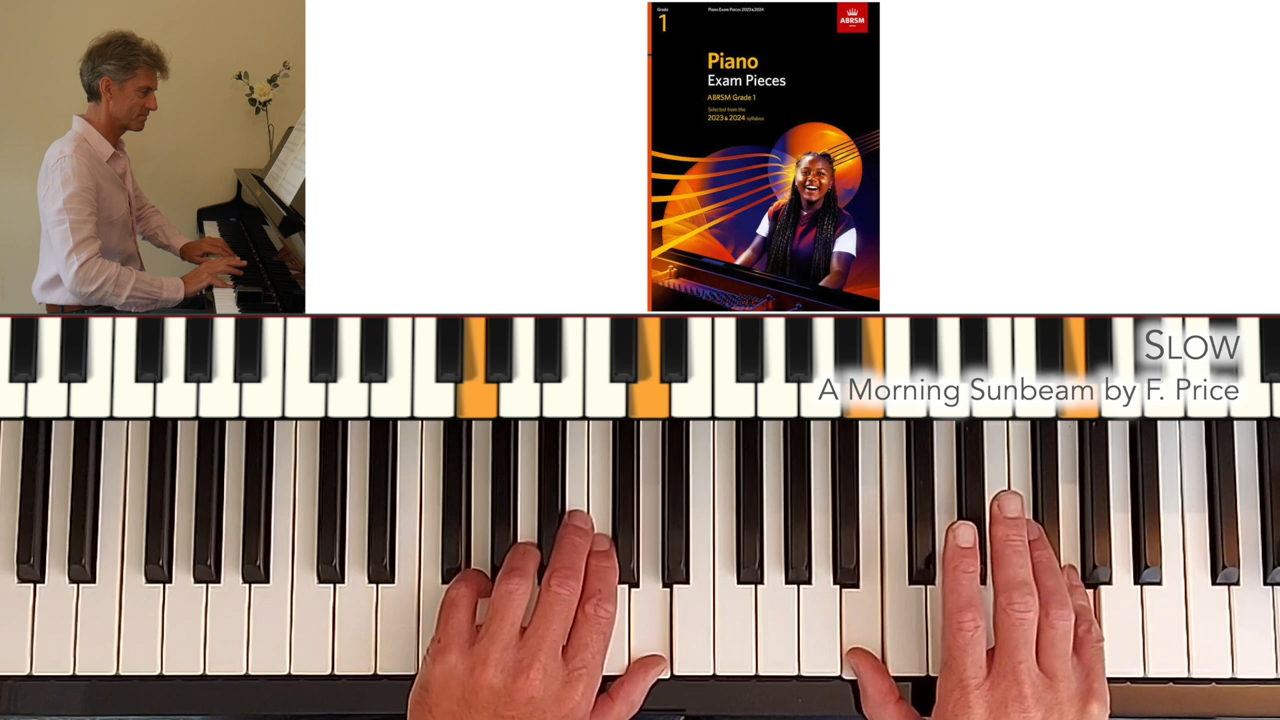 Grade
1
Piano Exam Pieces 2023 & 2024
ABRSM
Piano
Exam Pieces
ABRSM Grade 1
Selected from the
2023 & 2024 syllabus
SLOW
A Morning Sunbeam by F. Price